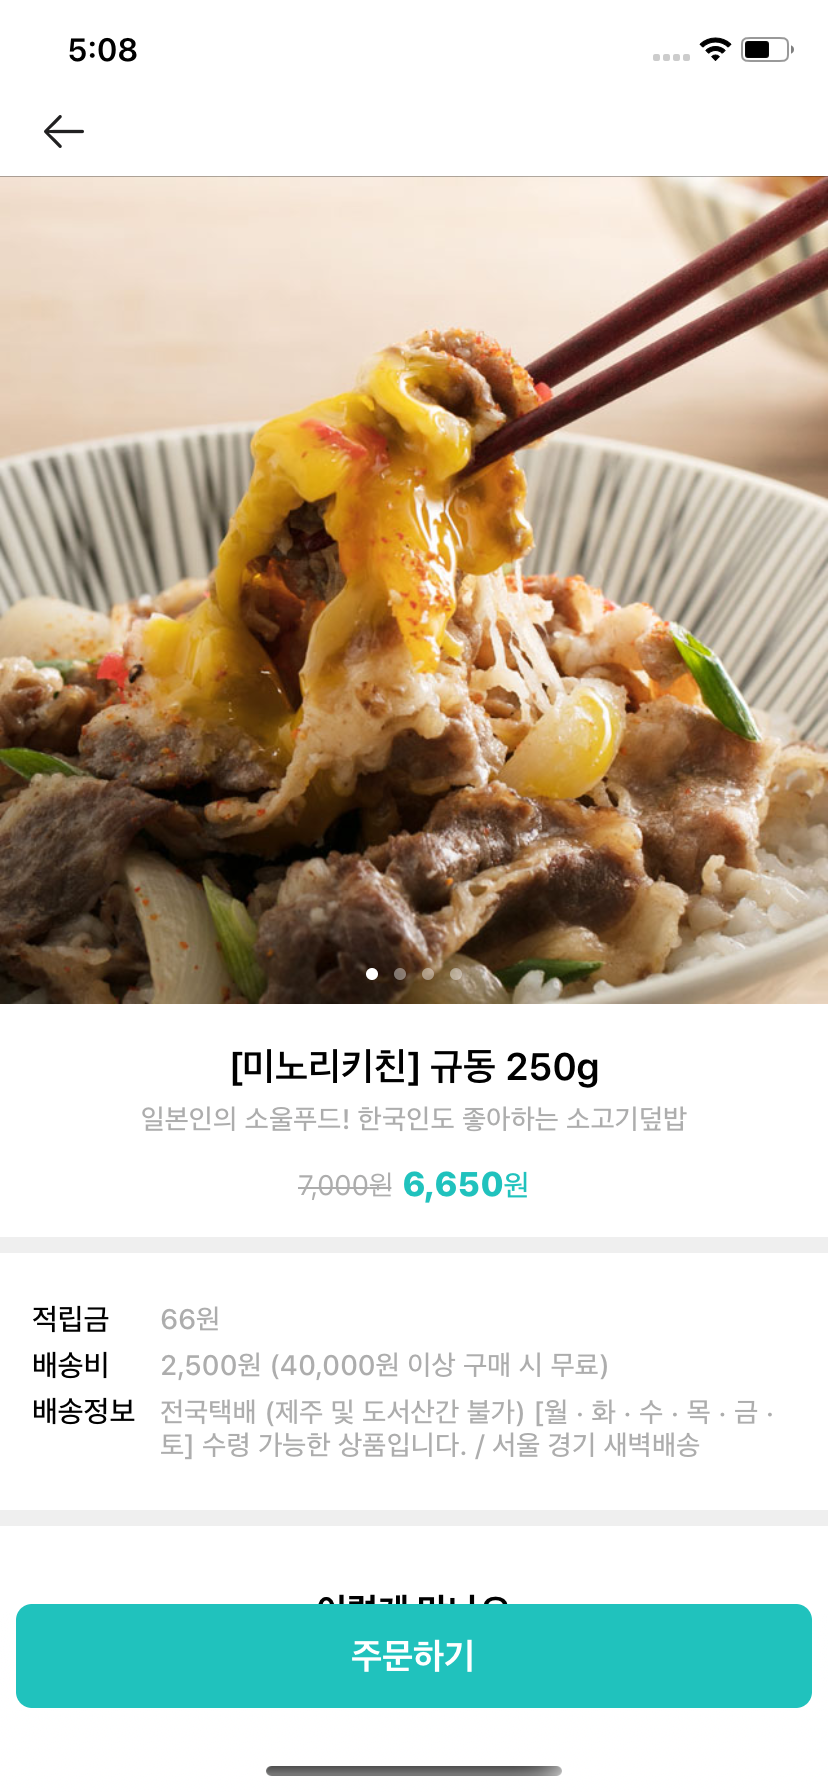 5:08
[미노리키친] 규동 250g
일본인의 소울푸드! 한국인도 좋아하는 소고기덮밥
7,000원 6,650원
적립금 66원
배송비 2,500원 (40,000원 이상 구매 시 무료)
배송정보 전국택배 (제주 및 도서산간 불가) [월 · 화 · 수 · 목 · 금 ·
토] 수령 가능한 상품입니다. / 서울 경기 새벽배송
주문하기